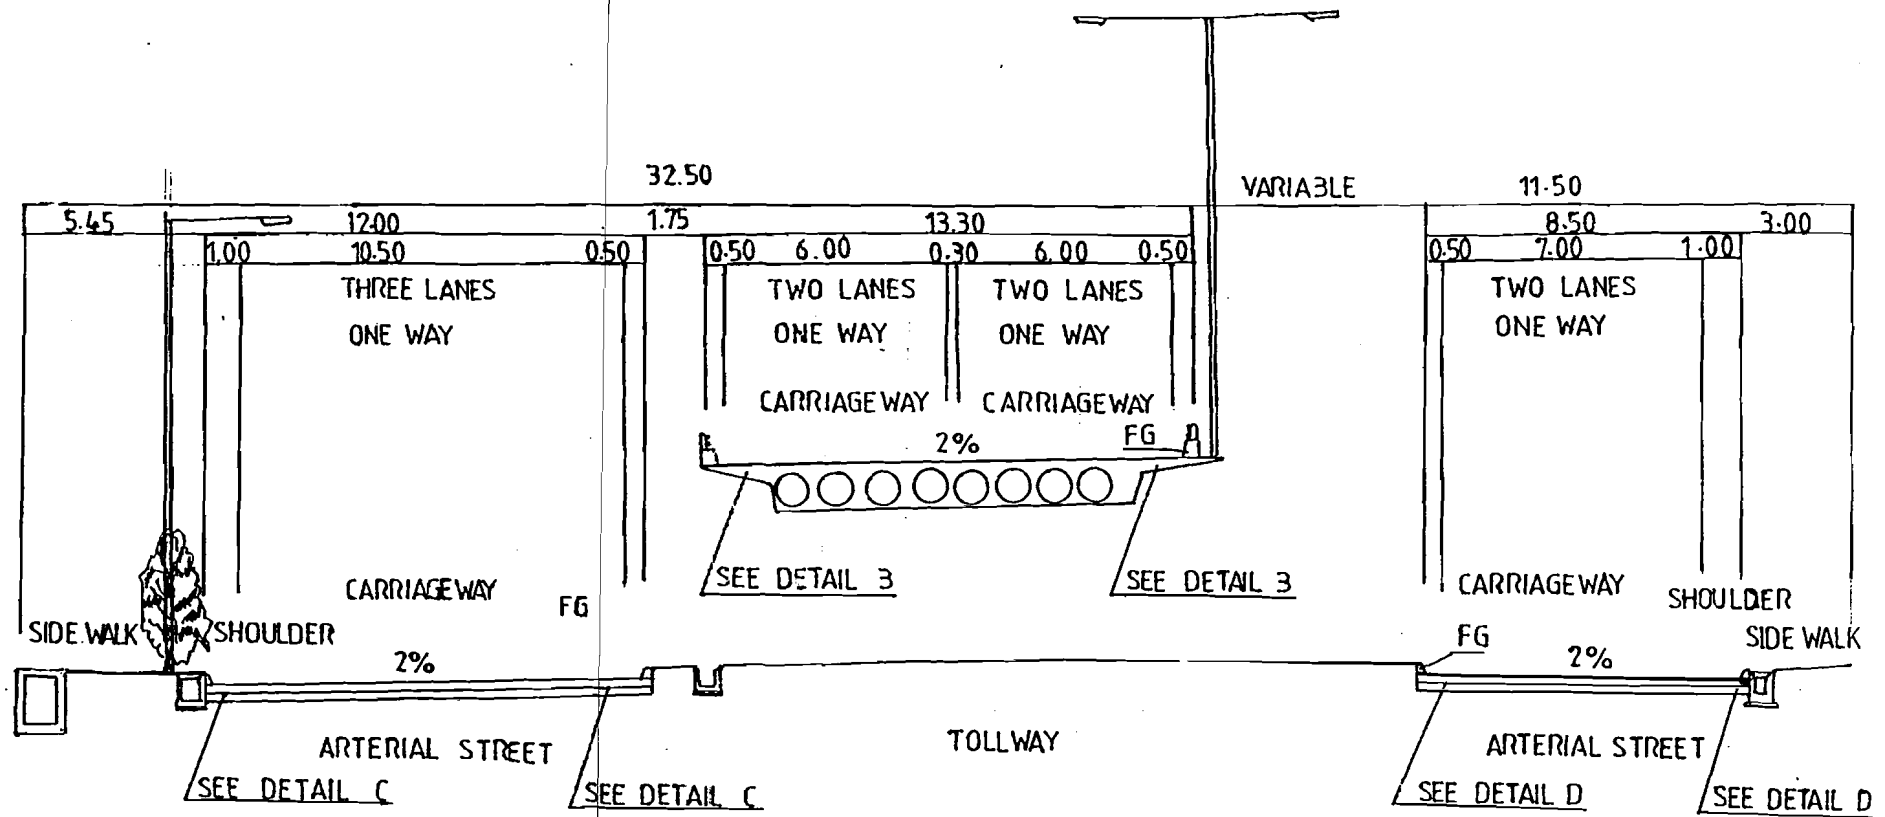 32.50
VARIABLE
11.50
5.45
12.00
1.75
13.30
8.50
3.00
1.00
10.50
0.50
0.50
6.00
0.30
6.00
0.50
0.50
7.00
1.00
THREE LANES
ONE WAY
TWO LANES
ONE WAY
TWO LANES
ONE WAY
TWO LANES
ONE WAY
CARRIAGEWAY
CARRIAGEWAY
2%
FG
SEE DETAIL B
SEE DETAIL B
CARRIAGEWAY
FG
CARRIAGEWAY
SHOULDER
SIDE WALK
SHOULDER
FG
SIDE WALK
2%
2%
ARTERIAL STREET
TOLLWAY
ARTERIAL STREET
SEE DETAIL C
SEE DETAIL C
SEE DETAIL D
SEE DETAIL D